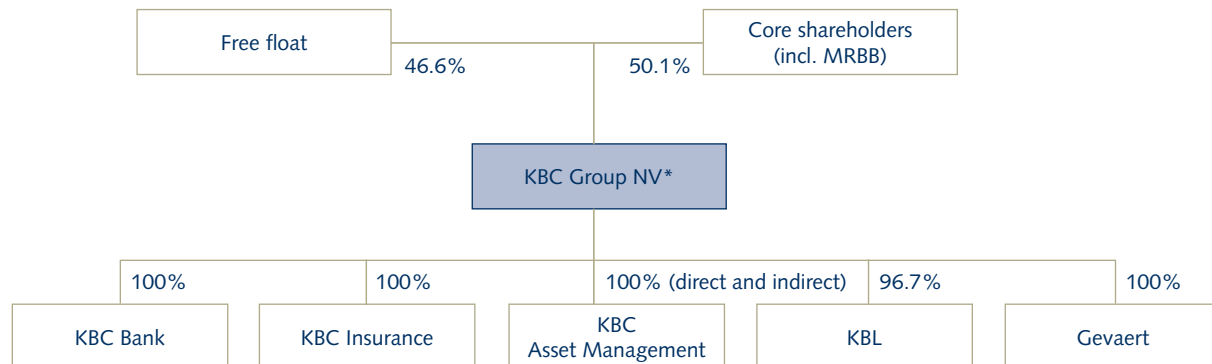 Free float
Core shareholders
(incl. MRBB)
46.6%
50.1%
KBC Group NV*
100%
100%
100% (direct and indirect)
96.7%
100%
KBC Bank
KBC Insurance
KBC
Asset Management
KBL
Gevaert